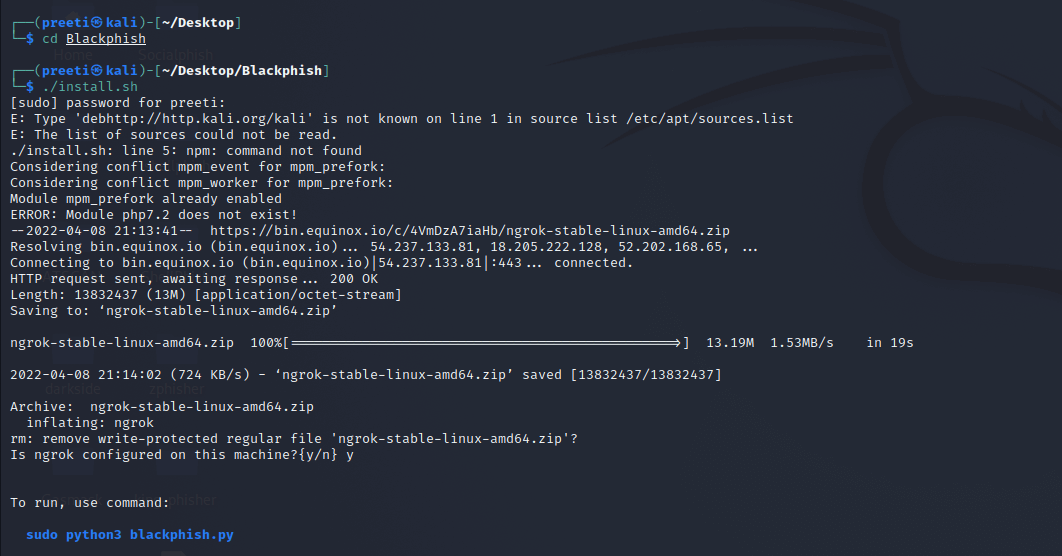 ┌──(preeti㉿kali)-[~/Desktop]
└─$ cd Blackphish
┌──(preeti㉿kali)-[~/Desktop/Blackphish]
└─$ ./install.sh
[sudo] password for preeti:
E: Type 'debhttp://http.kali.org/kali' is not known on line 1 in source list /etc/apt/sources.list
E: The list of sources could not be read.
./install.sh: line 5: npm: command not found
Considering conflict mpm_event for mpm_prefork:
Considering conflict mpm_worker for mpm_prefork:
Module mpm_prefork already enabled
ERROR: Module php7.2 does not exist!
--2022-04-08 21:13:41--  https://bin.equinox.io/c/4VmDzA7iaHb/ngrok-stable-linux-amd64.zip
Resolving bin.equinox.io (bin.equinox.io)... 54.237.133.81, 18.205.222.128, 52.202.168.65, ...
Connecting to bin.equinox.io (bin.equinox.io)|54.237.133.81|:443... connected.
HTTP request sent, awaiting response... 200 OK
Length: 13832437 (13M) [application/octet-stream]
Saving to: ‘ngrok-stable-linux-amd64.zip’
ngrok-stable-linux-amd64.zip  100%[================================================>]  13.19M  1.53MB/s    in 19s
2022-04-08 21:14:02 (724 KB/s) - ‘ngrok-stable-linux-amd64.zip’ saved [13832437/13832437]
Archive:  ngrok-stable-linux-amd64.zip
  inflating: ngrok
rm: remove write-protected regular file 'ngrok-stable-linux-amd64.zip'?
Is ngrok configured on this machine?{y/n} y
To run, use command:
  sudo python3 blackphish.py